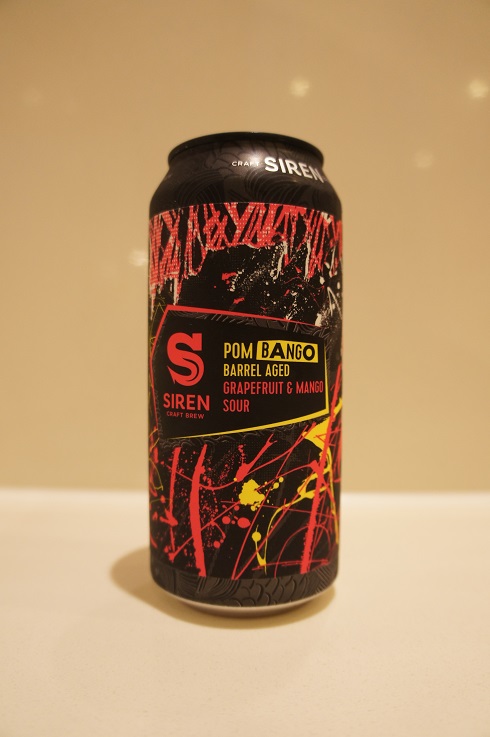 CRAFT SIREN
POM BANGO
BARREL AGED
GRAPEFRUIT & MANGO
SOUR
S
SIREN
CRAFT BREW